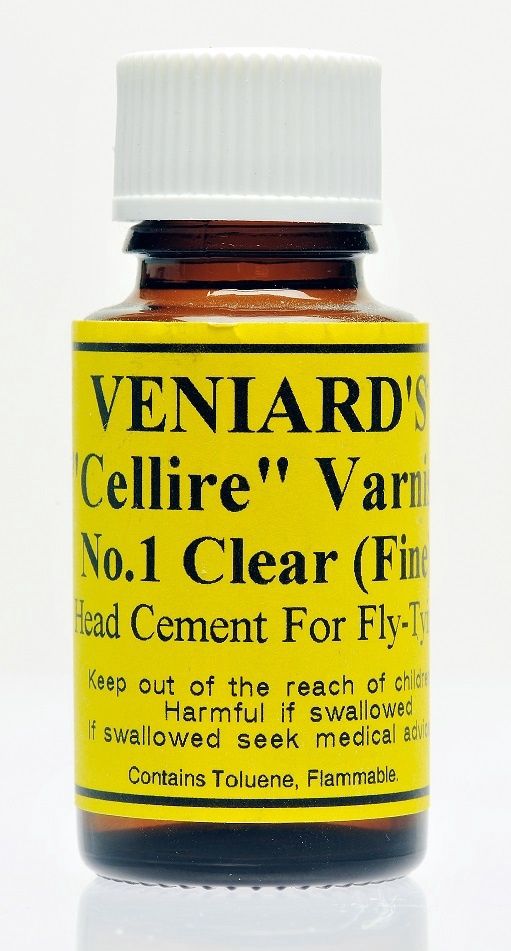 VENIARD'S
"Cellire" Varni
No.1 Clear (Fine
Head Cement For Fly-Tyi
Keep out of the reach of childre
Harmful if swallowed
If swallowed seek medical advic
Contains Toluene, Flammable.